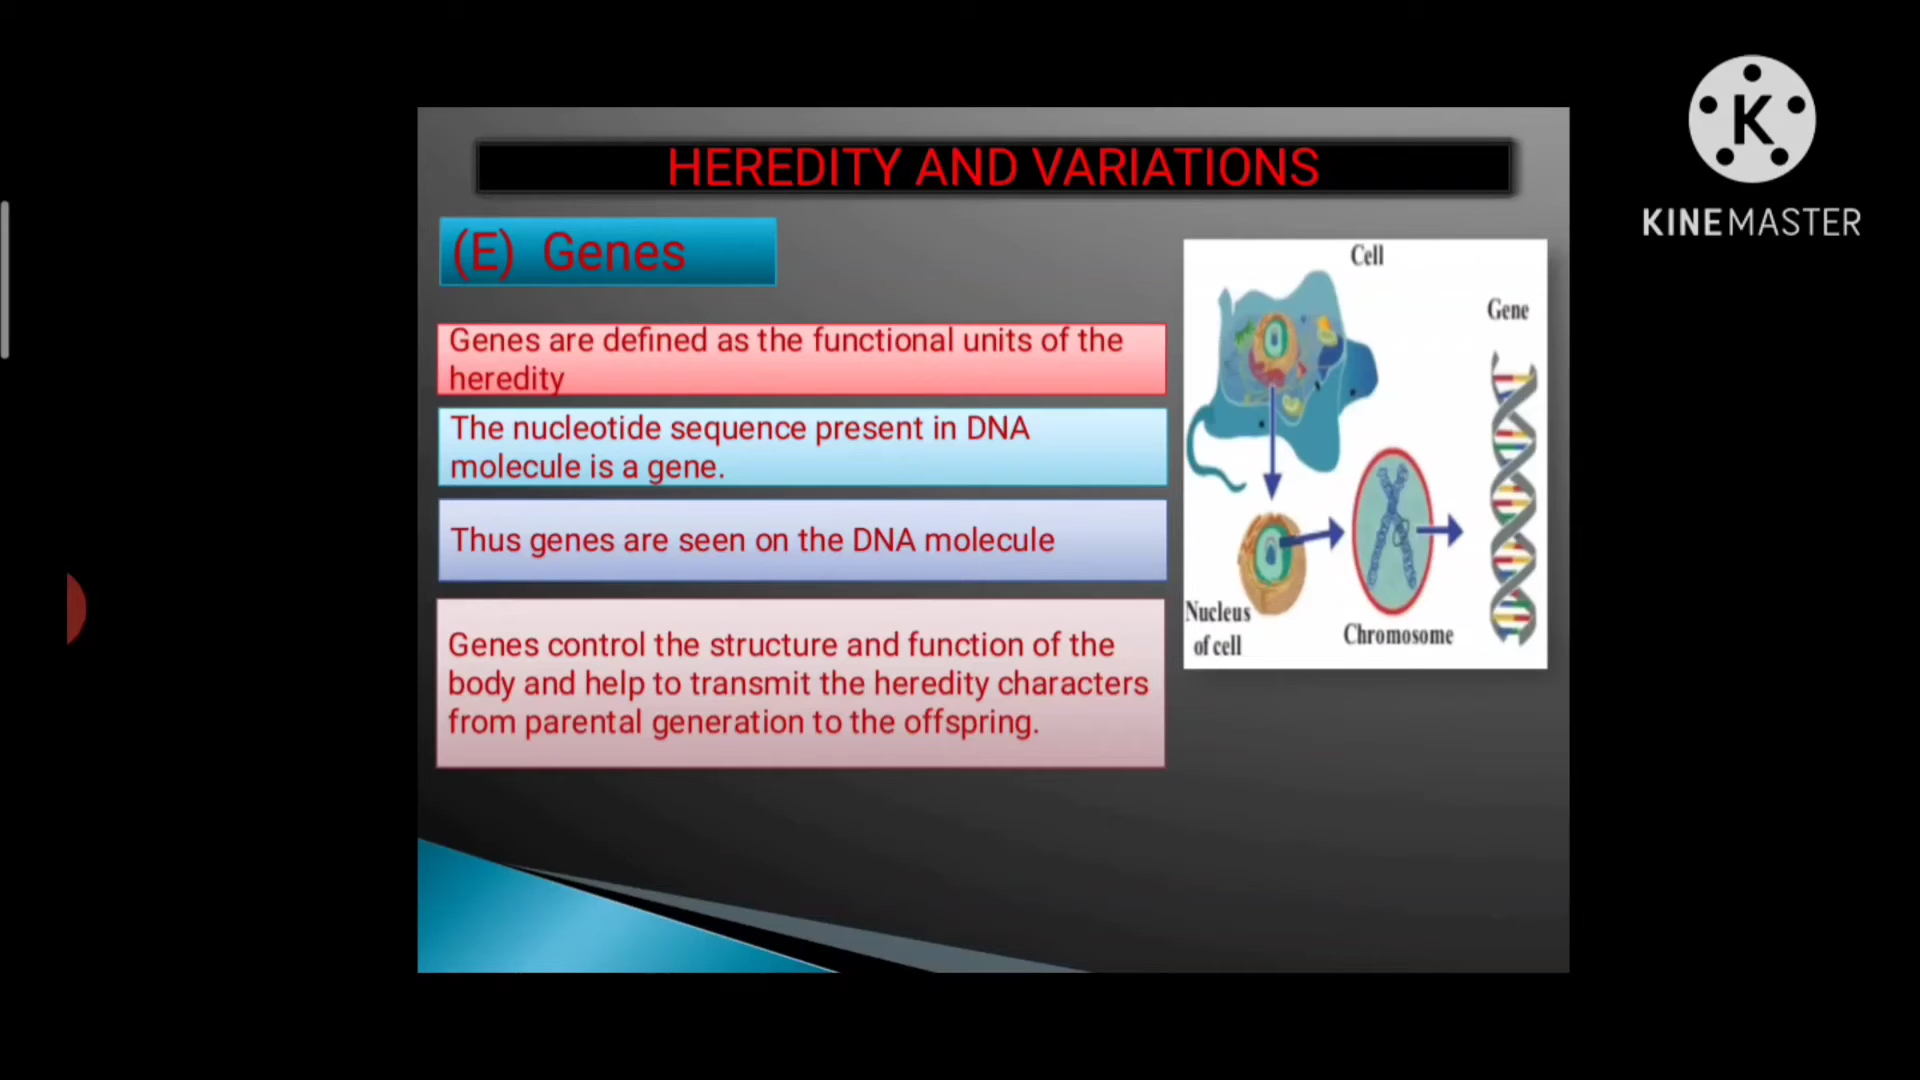 HEREDITY AND VARIATIONS
(E) Genes
Genes are defined as the functional units of the
heredity
The nucleotide sequence present in DNA
molecule is a gene.
Thus genes are seen on the DNA molecule
Genes control the structure and function of the
body and help to transmit the heredity characters
from parental generation to the offspring.
Cell
Gene
Nucleus
of cell
Chromosome
K
KINEMASTER